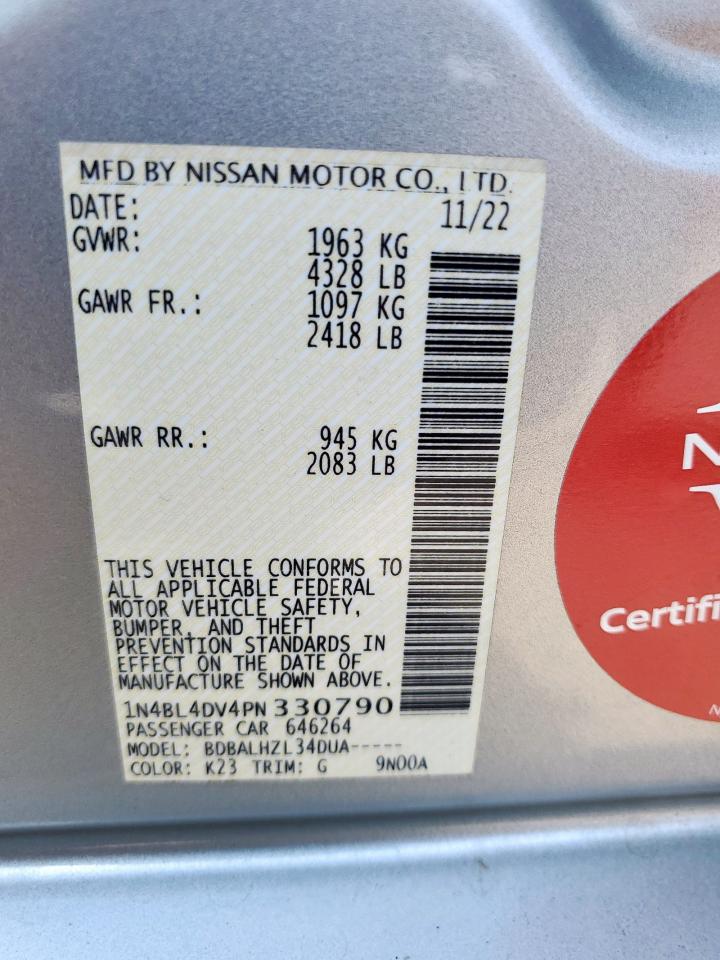 MFD BY NISSAN MOTOR CO., LTD.
DATE: 11/22
GVWR: 1963 KG
4328 LB
GAWR FR.: 1097 KG
2418 LB
GAWR RR.: 945 KG
2083 LB
THIS VEHICLE CONFORMS TO
ALL APPLICABLE FEDERAL
MOTOR VEHICLE SAFETY,
BUMPER, AND THEFT
PREVENTION STANDARDS IN
EFFECT ON THE DATE OF
MANUFACTURE SHOWN ABOVE.
1N4BL4DV4PN 330790
PASSENGER CAR 646264
MODEL: BDBALHZL34DUA-----
COLOR: K23 TRIM: G 9N00A
N
Certifi